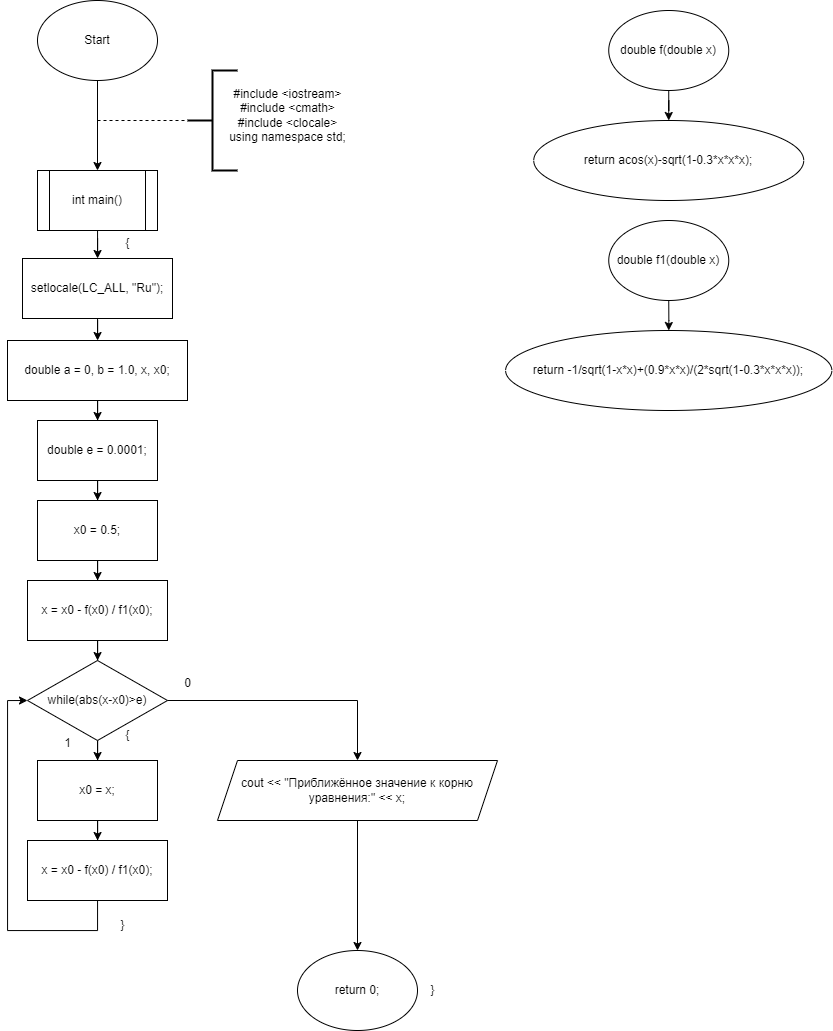 Start
#include <iostream>
#include <cmath>
#include <clocale>
using namespace std;
int main()
{
setlocale(LC_ALL, "Ru");
double a = 0, b = 1.0, x, x0;
double e = 0.0001;
x0 = 0.5;
x = x0 - f(x0) / f1(x0);
while(abs(x-x0)>e)
0
1
{
x0 = x;
x = x0 - f(x0) / f1(x0);
}
cout << "Приближённое значение к корню
уравнения:" << x;
return 0;
}
double f(double x)
return acos(x)-sqrt(1-0.3*x*x*x);
double f1(double x)
return -1/sqrt(1-x*x)+(0.9*x*x)/(2*sqrt(1-0.3*x*x*x));